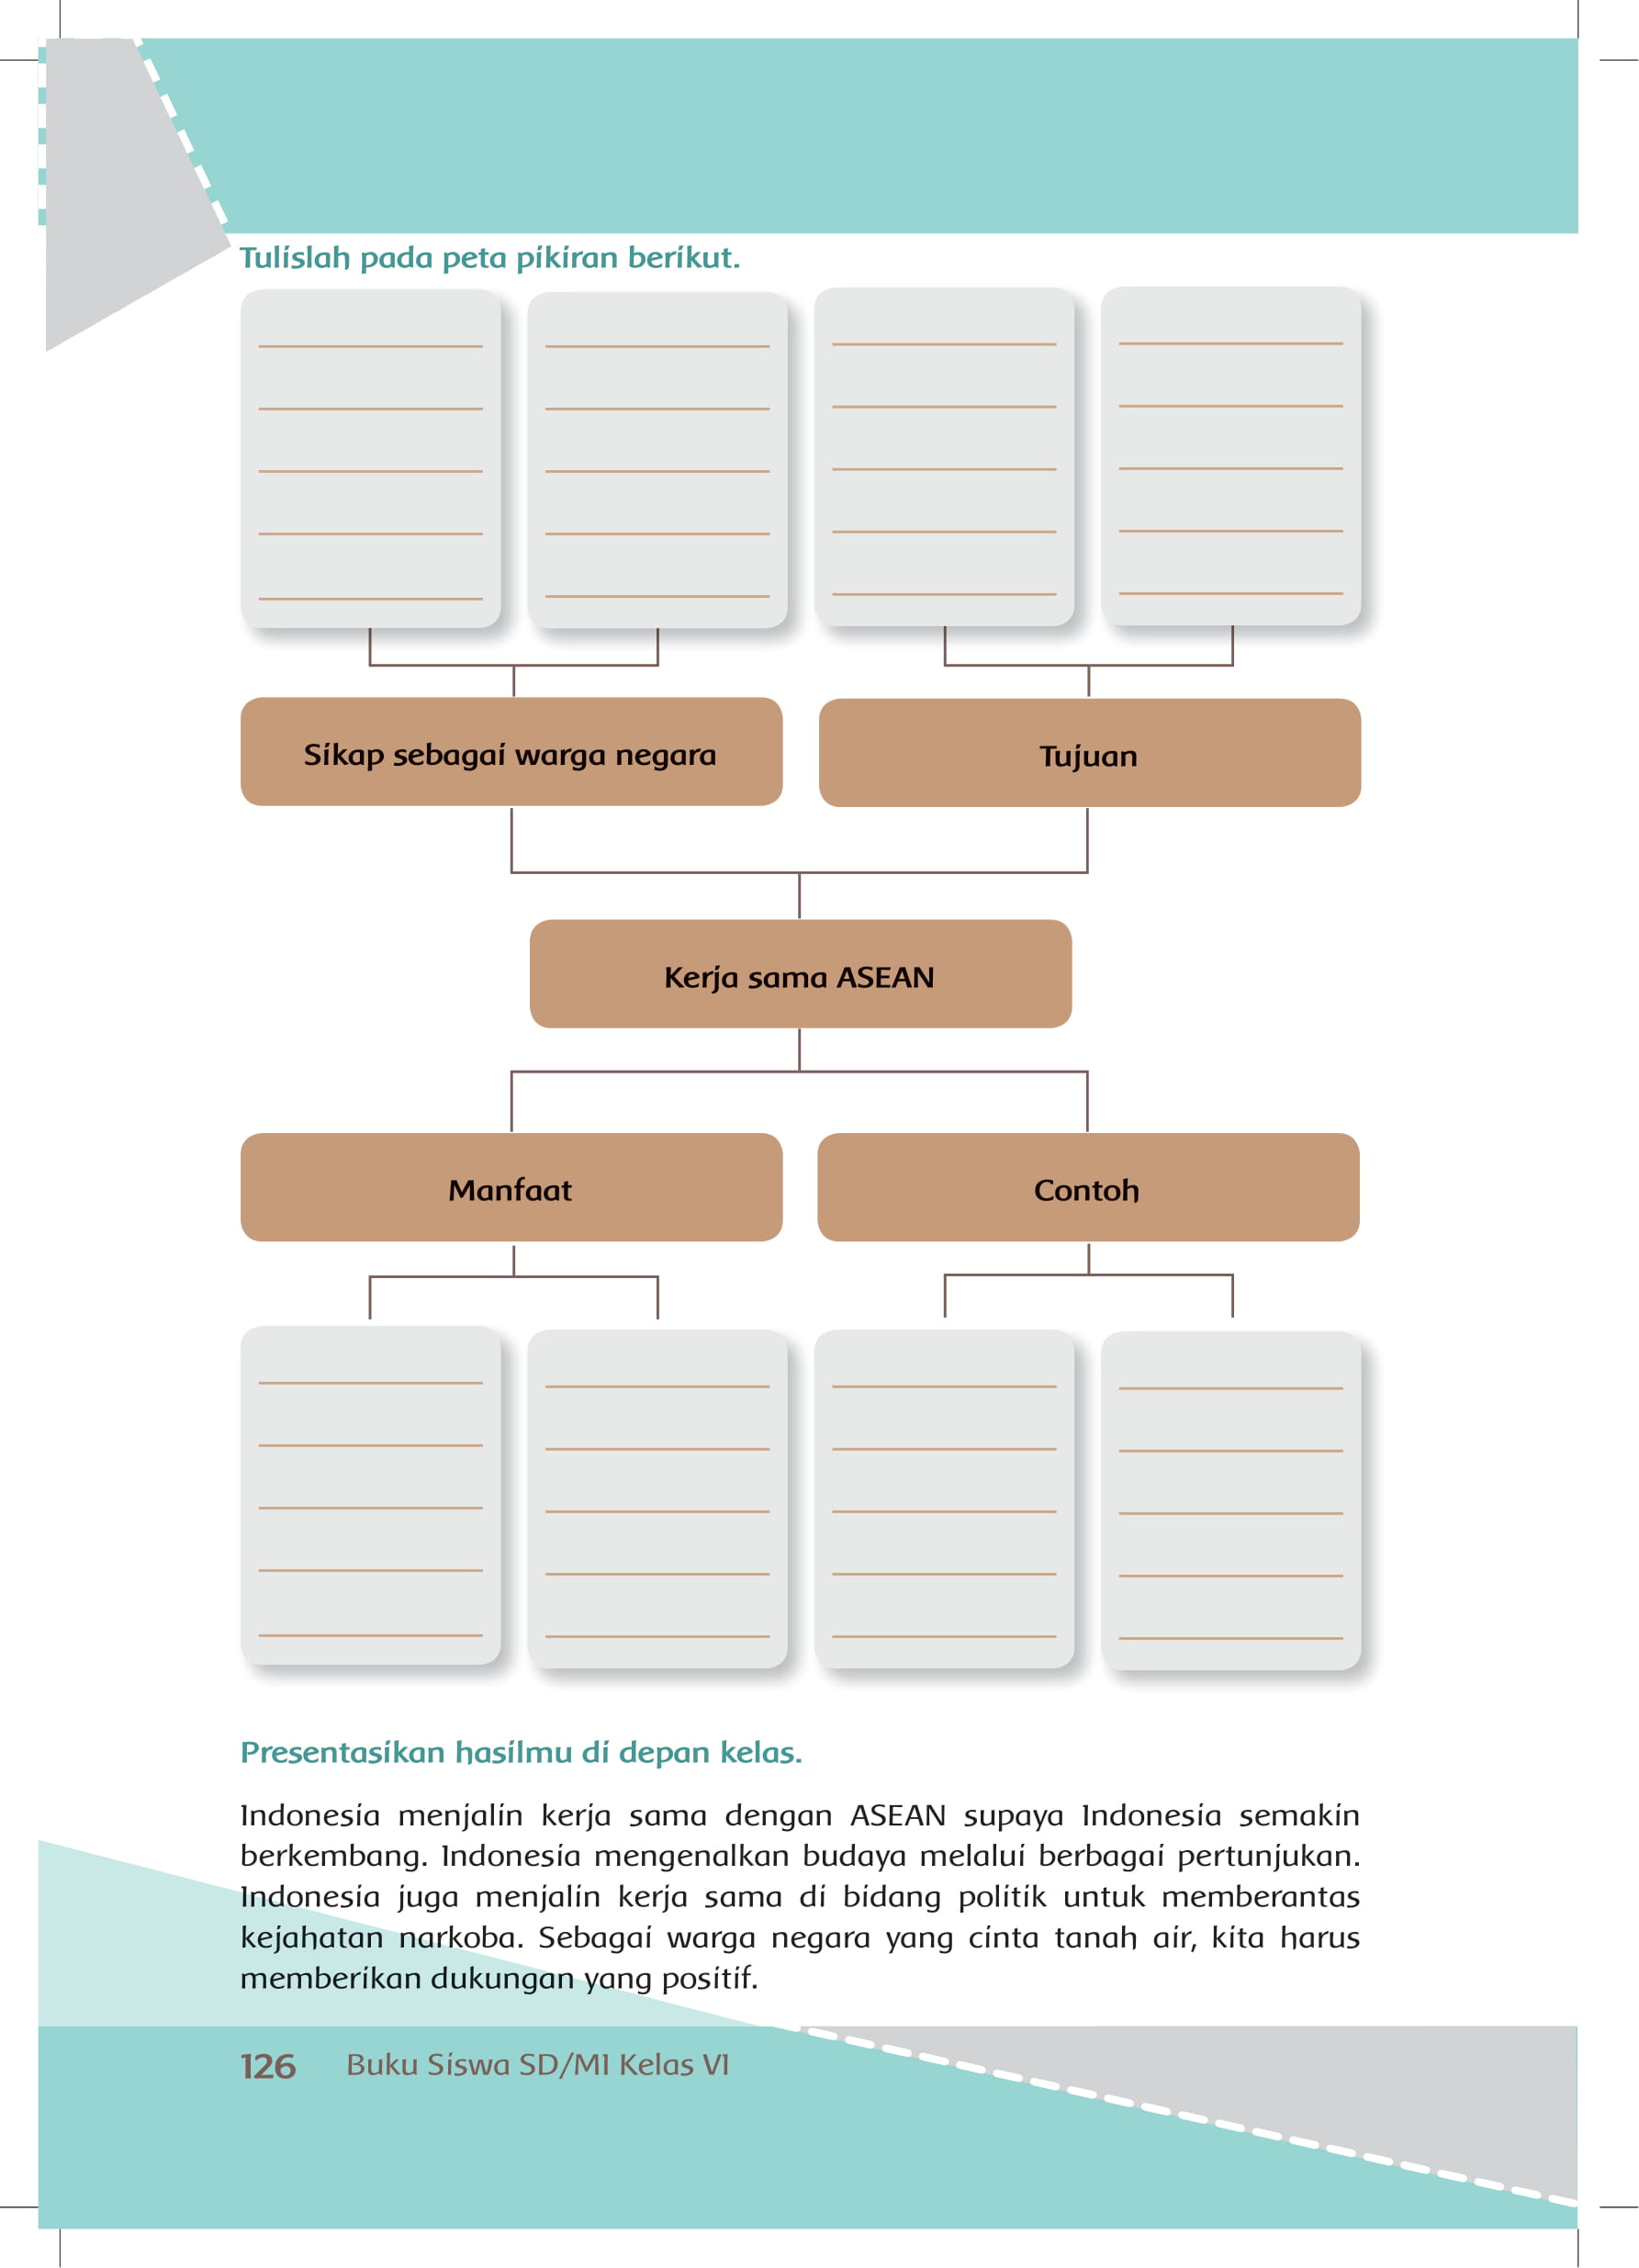 Tulislah pada peta pikiran berikut.
Sikap sebagai warga negara
Tujuan
Kerja sama ASEAN
Manfaat
Contoh
Presentasikan hasilmu di depan kelas.
Indonesia menjalin kerja sama dengan ASEAN supaya Indonesia semakin
berkembang. Indonesia mengenalkan budaya melalui berbagai pertunjukan.
Indonesia juga menjalin kerja sama di bidang politik untuk memberantas
kejahatan narkoba. Sebagai warga negara yang cinta tanah air, kita harus
memberikan dukungan yang positif.
126 Buku Siswa SD/MI Kelas VI